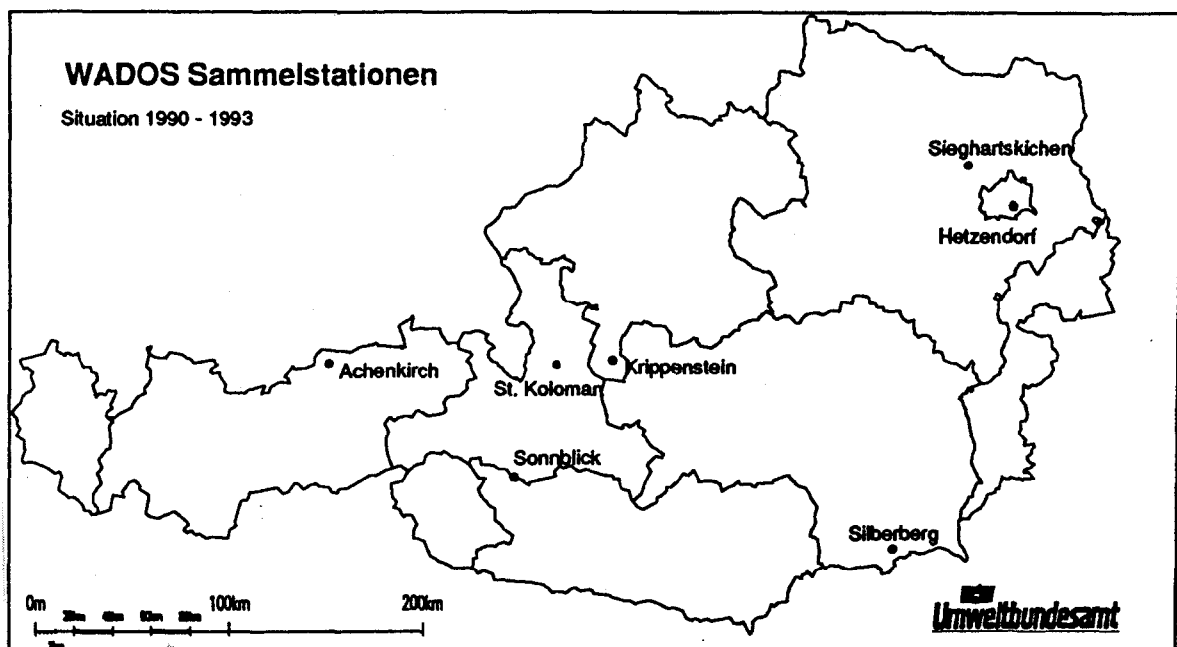 WADOS Sammelstationen
Situation 1990 - 1993
Sieghartskichen
Hetzendorf
Achenkirch
St. Koloman
Krippenstein
Sonnblick
Silberberg
0m 100km 200km
Umweltbundesamt